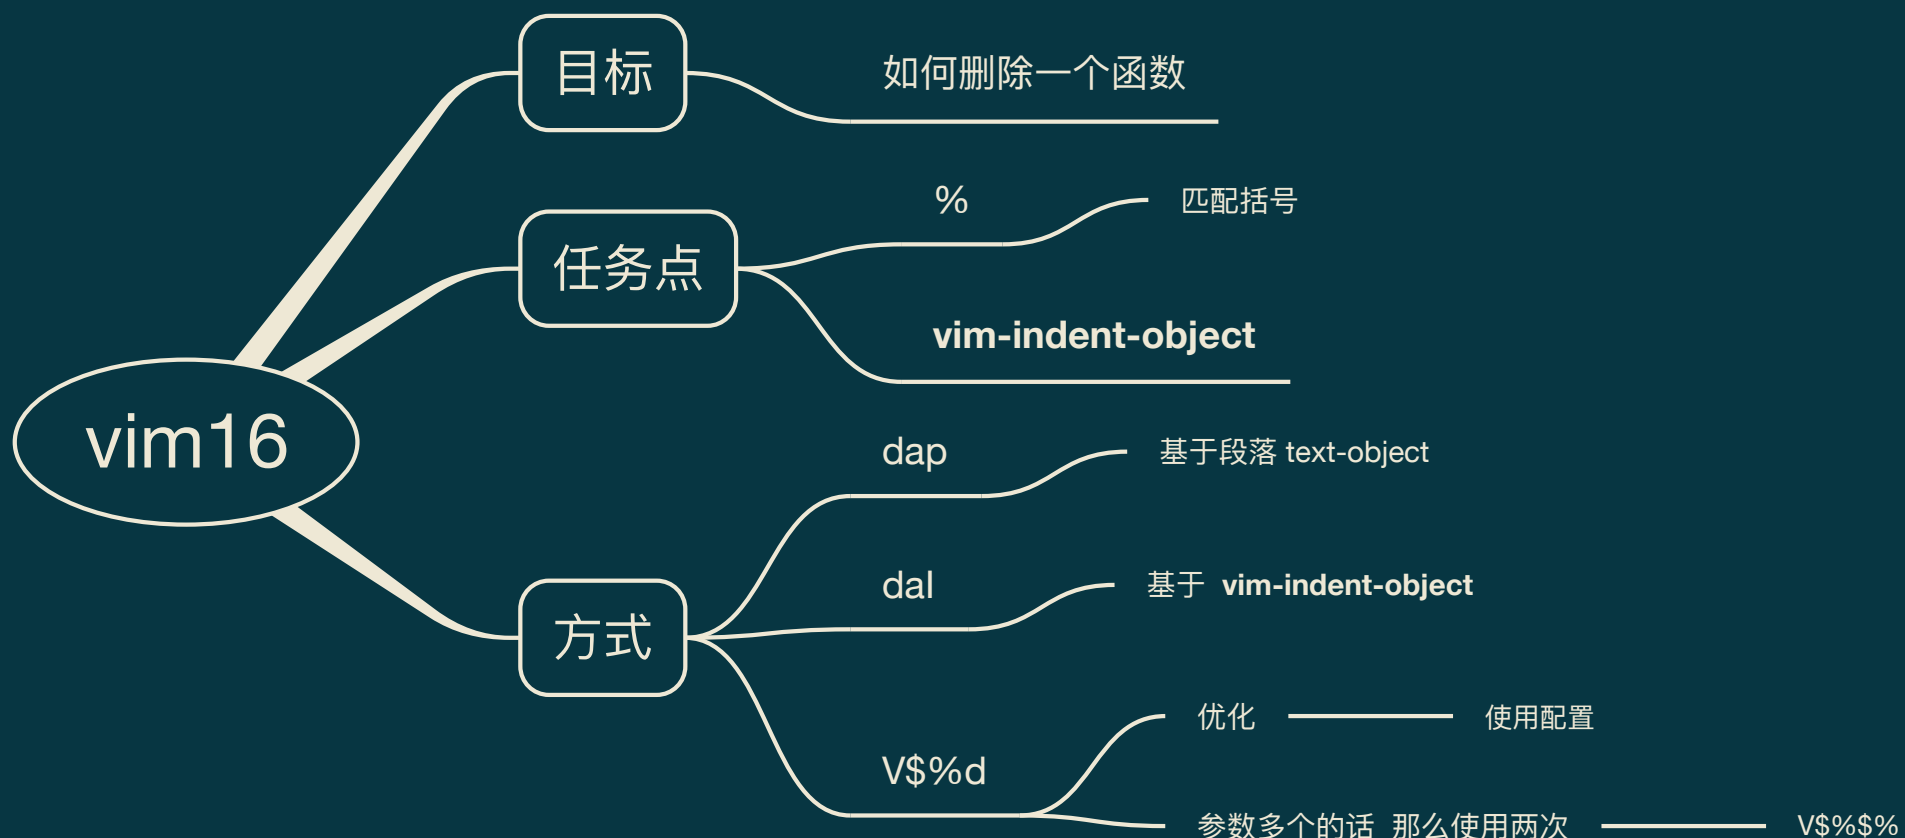 目标
如何删除一个函数
%
匹配括号
任务点
vim-indent-object
vim16
dap
基于段落 text-object
dal
基于 vim-indent-object
方式
优化
使用配置
V$%d
参数多个的话 那么使用两次
V$%$%